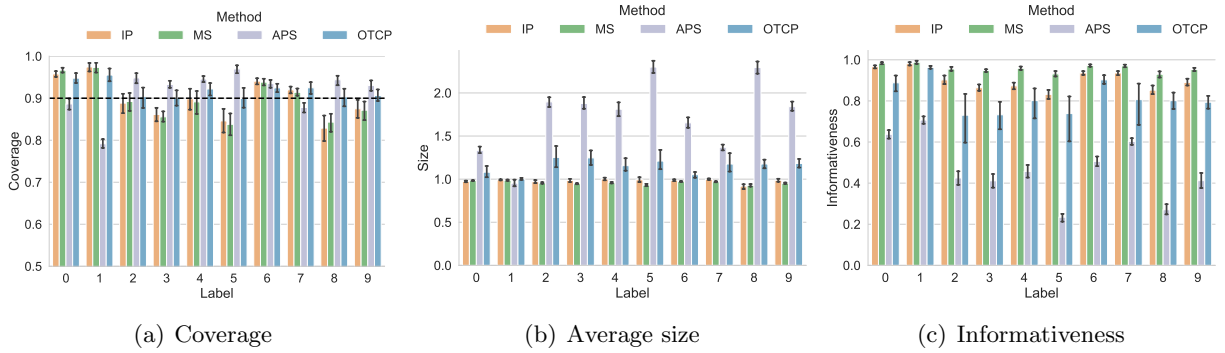 Method
IP MS APS OTCP
1.0
0.9
0.8
0.7
0.6
0.5
Coverage
0 1 2 3 4 5 6 7 8 9
Label
(a) Coverage
Method
IP MS APS OTCP
2.0
1.5
1.0
0.5
0.0
Size
0 1 2 3 4 5 6 7 8 9
Label
(b) Average size
Method
IP MS APS OTCP
1.0
0.8
0.6
0.4
0.2
0.0
Informativeness
0 1 2 3 4 5 6 7 8 9
Label
(c) Informativeness